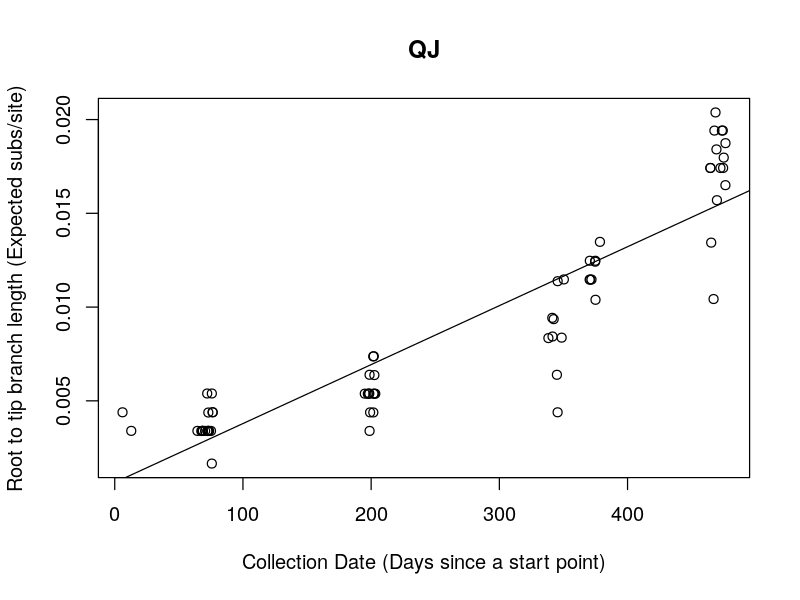 QJ
Root to tip branch length (Expected subs/site)
0.020
0.015
0.010
0.005
0 100 200 300 400
Collection Date (Days since a start point)